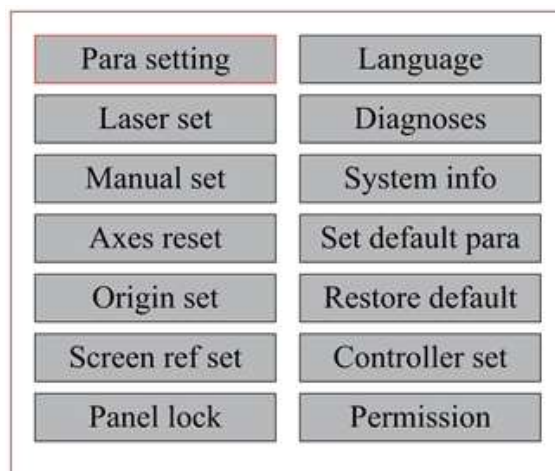 Para setting
Language
Laser set
Diagnoses
Manual set
System info
Axes reset
Set default para
Origin set
Restore default
Screen ref set
Controller set
Panel lock
Permission